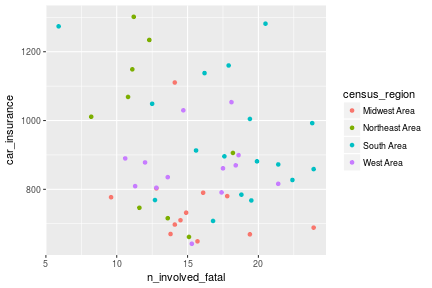 1200
1000
800
5
10
15
20
car_insurance
n_involved_fatal
census_region
Midwest Area
Northeast Area
South Area
West Area